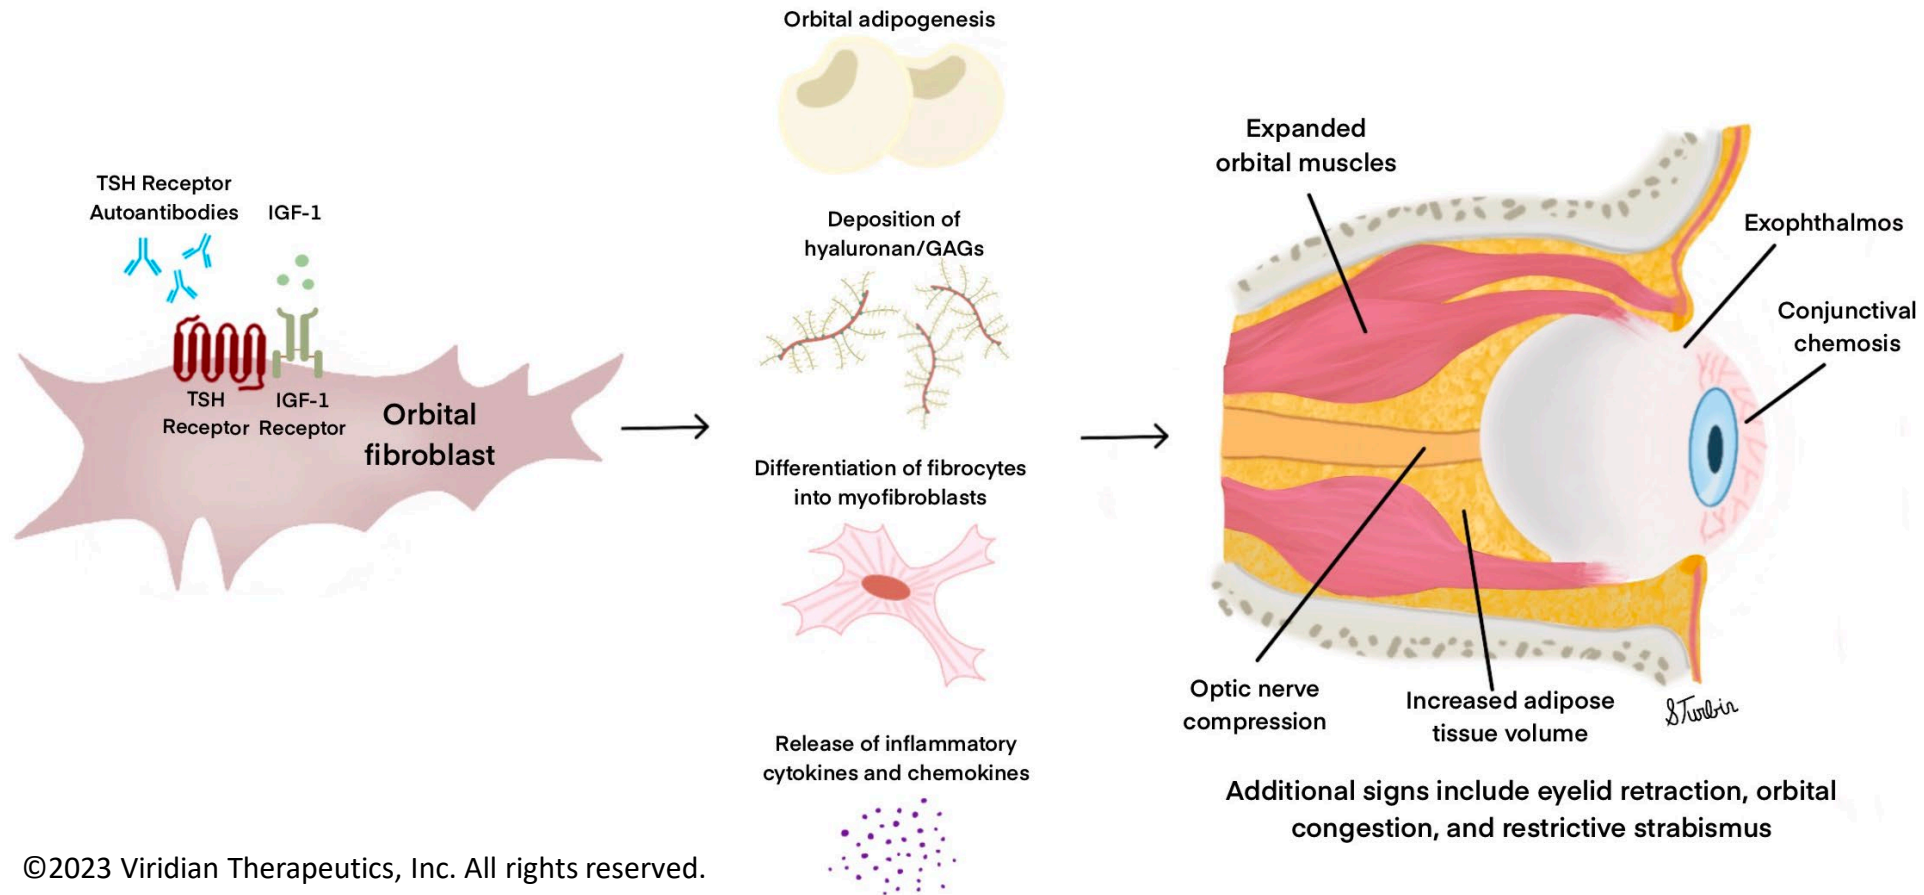 Orbital adipogenesis
TSH Receptor
Autoantibodies
IGF-1
TSH
Receptor
IGF-1
Receptor
Orbital
fibroblast
Deposition of
hyaluronan/GAGs
Differentiation of fibrocytes
into myofibroblasts
Release of inflammatory
cytokines and chemokines
Expanded
orbital muscles
Exophthalmos
Conjunctival
chemosis
Optic nerve
compression
Increased adipose
tissue volume
STurbin
Additional signs include eyelid retraction, orbital
congestion, and restrictive strabismus
©2023 Viridian Therapeutics, Inc. All rights reserved.